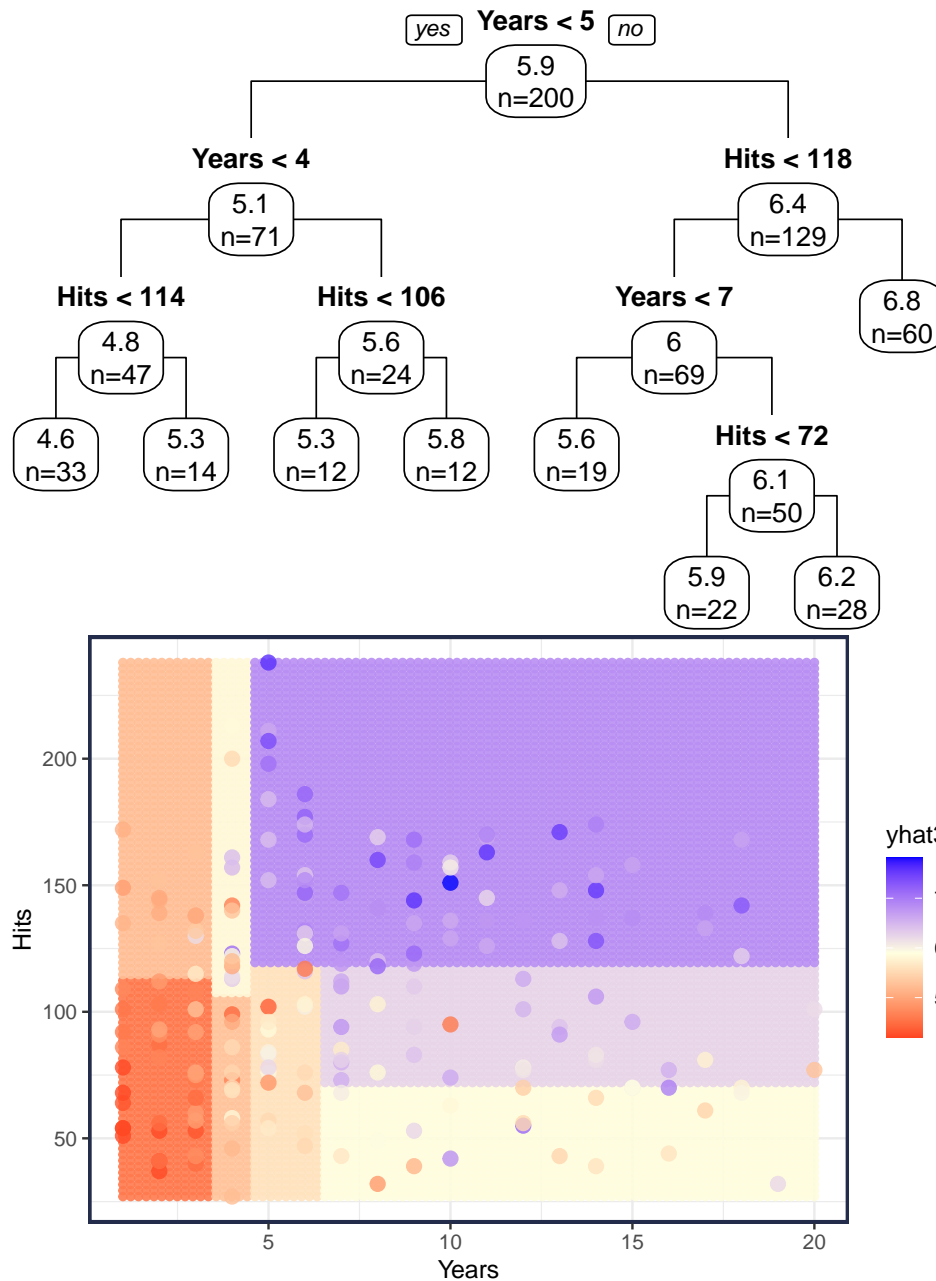 yes Years < 5 no
5.9
n=200
Years < 4 Hits < 118
5.1 6.4
n=71 n=129
Hits < 114 Hits < 106 Years < 7
6.8
n=60
4.8 5.6 6
n=47 n=24 n=69
4.6 5.3 5.3 5.8 5.6
n=33 n=14 n=12 n=12 n=19
Hits < 72
6.1
n=50
5.9 6.2
n=22 n=28
200
150
100
50
Hits
5 10 15 20
Years
yhat3